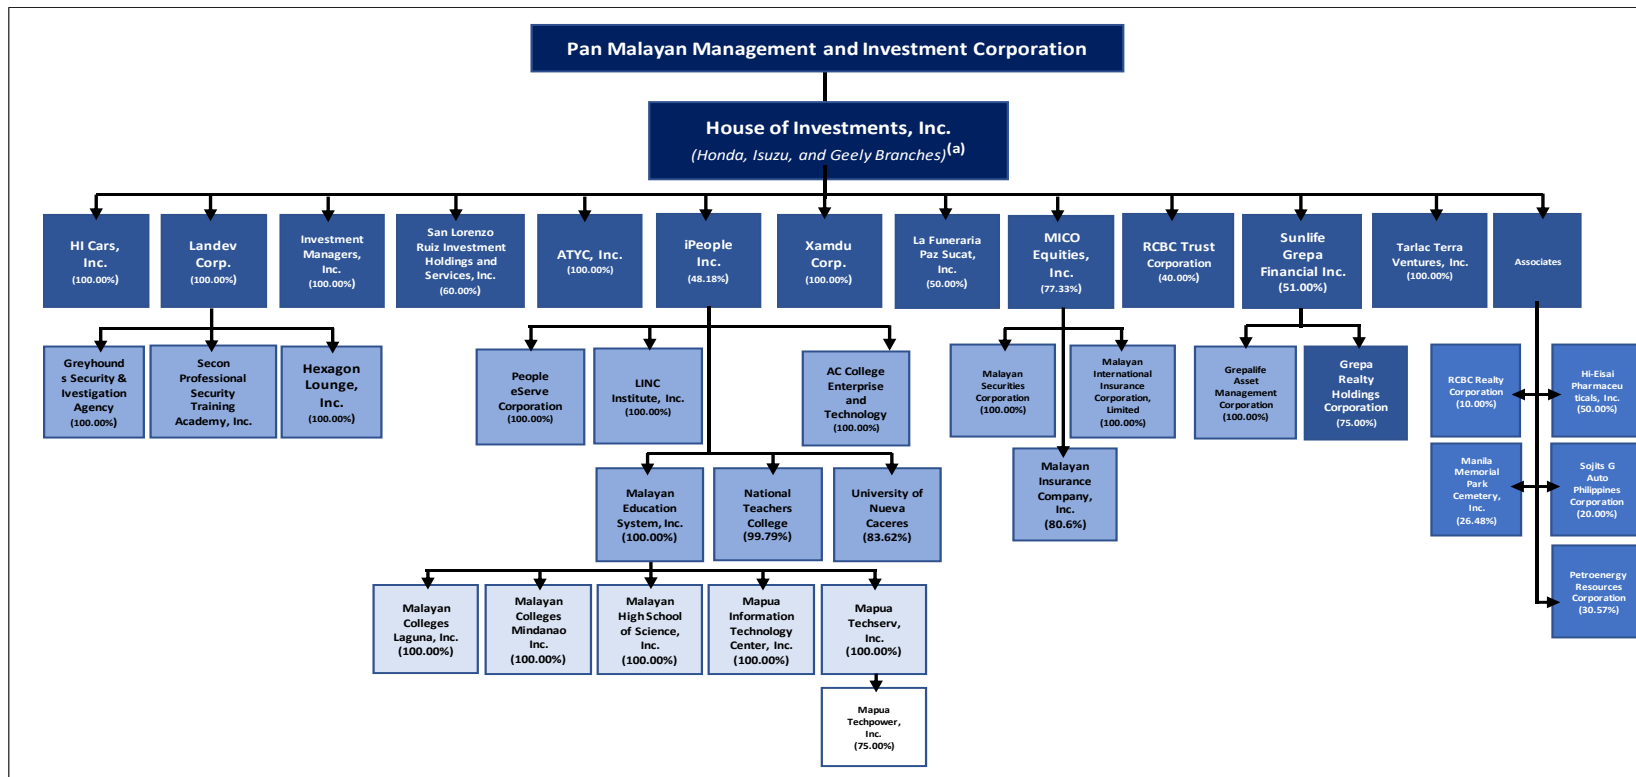 Pan Malayan Management and Investment Corporation
House of Investments, Inc.
(Honda, Isuzu, and Geely Branches)(a)
HI Cars,
Inc.
(100.00%)
Landev
Corp.
(100.00%)
Investment
Managers,
Inc.
(100.00%)
San Lorenzo
Ruiz Investment
Holdings and
Services, Inc.
(60.00%)
ATYC, Inc.
(100.00%)
iPeople
Inc.
(48.18%)
Xamdu
Corp.
(100.00%)
La Funeraria
Paz Sucat,
Inc.
(50.00%)
MICO
Equities,
Inc.
(77.33%)
RCBC Trust
Corporation
(40.00%)
Sunlife
Grepa
Financial Inc.
(51.00%)
Tarlac Terra
Ventures, Inc.
(100.00%)
Associates
Greyhound
s Security &
Ivestigation
Agency
(100.00%)
Secon
Professional
Security
Training
Academy, Inc.
Hexagon
Lounge,
Inc.
(100.00%)
People
eServe
Corporation
(100.00%)
LINC
Institute, Inc.
(100.00%)
AC College
Enterprise
and
Technology
(100.00%)
Malayan
Securities
Corporation
(100.00%)
Malayan
International
Insurance
Corporation,
Limited
(100.00%)
Grepalife
Asset
Management
Corporation
(100.00%)
Grepa
Realty
Holdings
Corporation
(75.00%)
RCBC Realty
Corporation
(10.00%)
Hi-Eisai
Pharmaceu
ticals, Inc.
(50.00%)
Malayan
Education
System, Inc.
(100.00%)
National
Teachers
College
(99.79%)
University of
Nueva
Caceres
(83.62%)
Malayan
Insurance
Company,
Inc.
(80.6%)
Manila
Memorial
Park
Cemetery,
Inc.
(26.48%)
Sojits G
Auto
Philippines
Corporation
(20.00%)
Malayan
Colleges
Laguna, Inc.
(100.00%)
Malayan
Colleges
Mindanao
Inc.
(100.00%)
Malayan
High School
of Science,
Inc.
(100.00%)
Mapua
Information
Technology
Center, Inc.
(100.00%)
Mapua
Techserv,
Inc.
(100.00%)
Petroenergy
Resources
Corporation
(30.57%)
Mapua
Techpower,
Inc.
(75.00%)